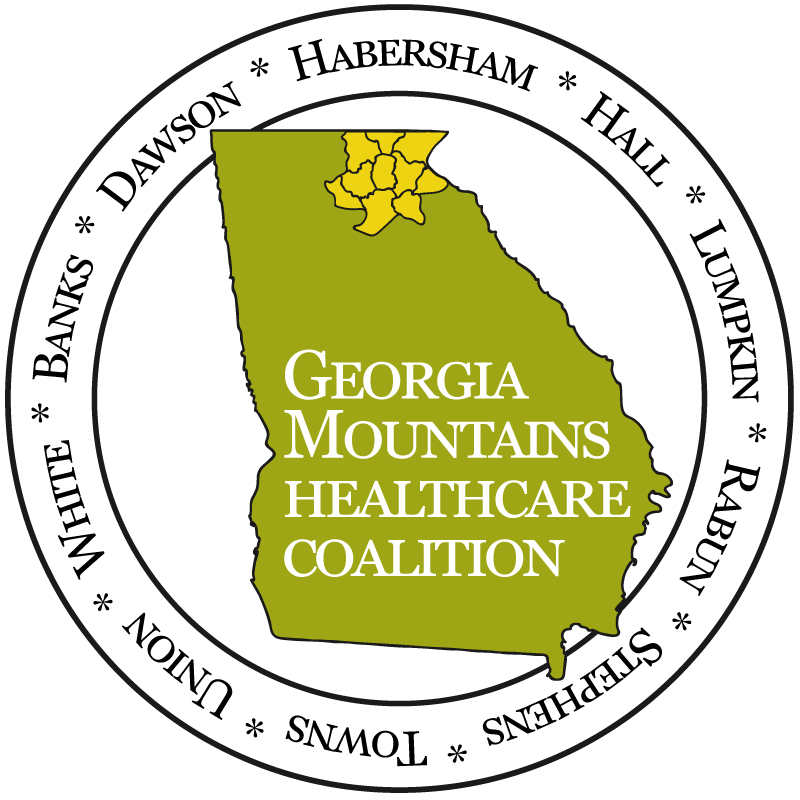 BANKS * DAWSON * HABERSHAM * HALL * LUMPKIN * RABUN * STEPHENS * TOWNS * UNION * WHITE *
GEORGIA
MOUNTAINS
HEALTHCARE
COALITION